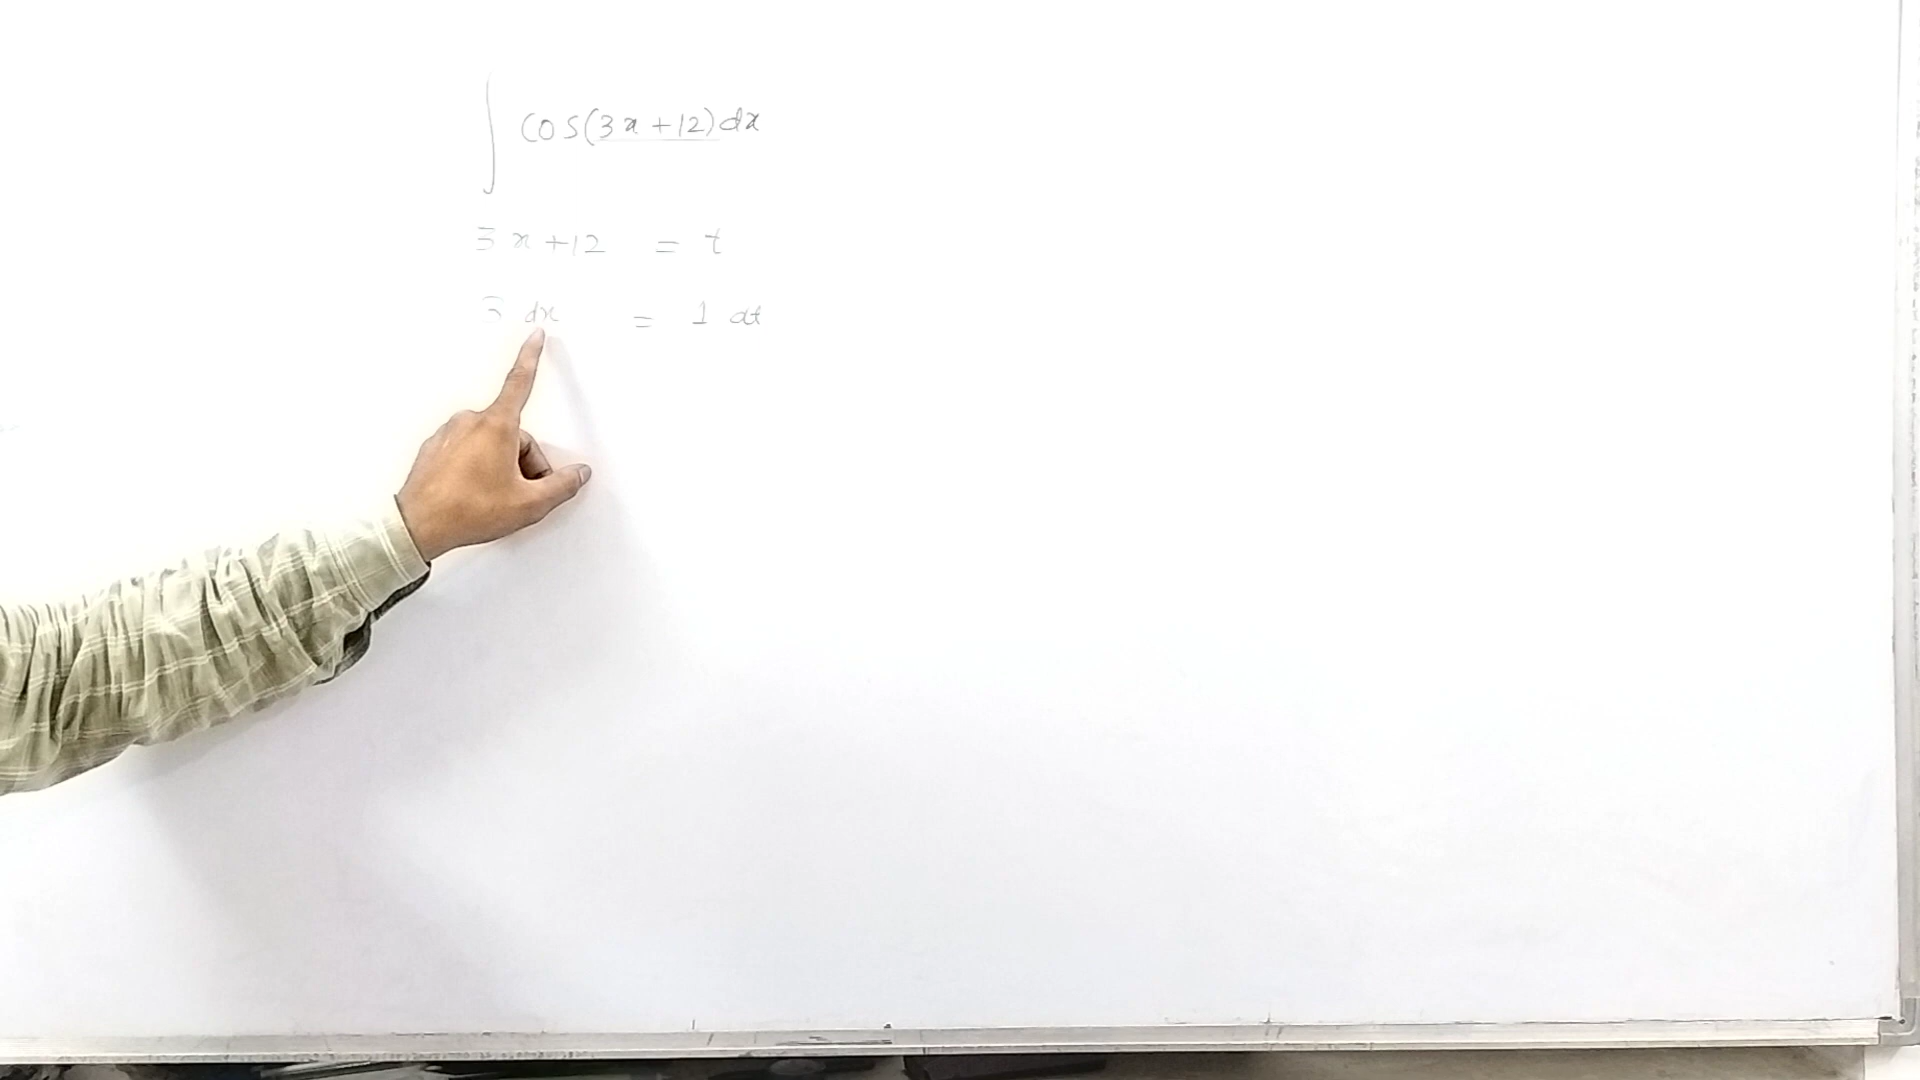 ∫ cos(3x+12)dx
3x+12 = t
3 dx = 1 dt